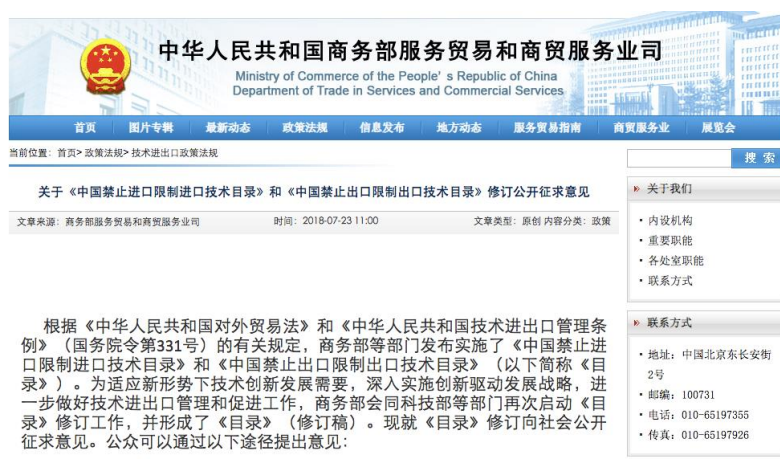 中华人民共和国商务部服务贸易和商贸服务业司
Ministry of Commerce of the People's Republic of China
Department of Trade in Services and Commercial Services
首页 图片专辑 最新动态 政策法规 信息发布 地方动态 服务贸易指南 商贸服务业 展览会
当前位置：首页>政策法规>技术进出口政策法规
搜 索
关于《中国禁止进口限制进口技术目录》和《中国禁止出口限制出口技术目录》修订公开征求意见
文章来源：商务部服务贸易和商贸服务业司 时间：2018-07-23 11:00 文章类型：原创 内容分类：政策
根据《中华人民共和国对外贸易法》和《中华人民共和国技术进出口管理条
例》（国务院令第331号）的有关规定，商务部等部门发布实施了《中国禁止进
口限制进口技术目录》和《中国禁止出口限制出口技术目录》（以下简称《目
录》）。为适应新形势下技术创新发展需要，深入实施创新驱动发展战略，进
一步做好技术进出口管理和促进工作，商务部会同科技部等部门再次启动《目
录》修订工作，并形成了《目录》（修订稿）。现就《目录》修订向社会公开
征求意见。公众可以通过以下途径提出意见：
关于我们
·内设机构
·重要职能
·各处室职能
·联系方式
联系方式
·地址：中国北京东长安街
2号
·邮编：100731
·电话：010-65197355
·传真：010-65197926